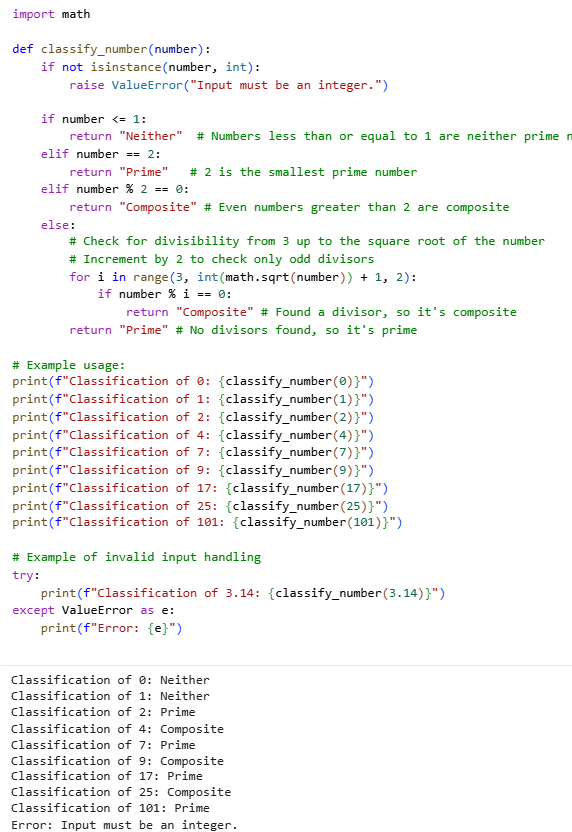 import math

def classify_number(number):
    if not isinstance(number, int):
        raise ValueError("Input must be an integer.")

    if number <= 1:
        return "Neither"  # Numbers less than or equal to 1 are neither prime n
    elif number == 2:
        return "Prime"   # 2 is the smallest prime number
    elif number % 2 == 0:
        return "Composite" # Even numbers greater than 2 are composite
    else:
        # Check for divisibility from 3 up to the square root of the number
        # Increment by 2 to check only odd divisors
        for i in range(3, int(math.sqrt(number)) + 1, 2):
            if number % i == 0:
                return "Composite" # Found a divisor, so it's composite
        return "Prime" # No divisors found, so it's prime

# Example usage:
print(f"Classification of 0: {classify_number(0)}")
print(f"Classification of 1: {classify_number(1)}")
print(f"Classification of 2: {classify_number(2)}")
print(f"Classification of 4: {classify_number(4)}")
print(f"Classification of 7: {classify_number(7)}")
print(f"Classification of 9: {classify_number(9)}")
print(f"Classification of 17: {classify_number(17)}")
print(f"Classification of 25: {classify_number(25)}")
print(f"Classification of 101: {classify_number(101)}")

# Example of invalid input handling
try:
    print(f"Classification of 3.14: {classify_number(3.14)}")
except ValueError as e:
    print(f"Error: {e}")

Classification of 0: Neither
Classification of 1: Neither
Classification of 2: Prime
Classification of 4: Composite
Classification of 7: Prime
Classification of 9: Composite
Classification of 17: Prime
Classification of 25: Composite
Classification of 101: Prime
Error: Input must be an integer.